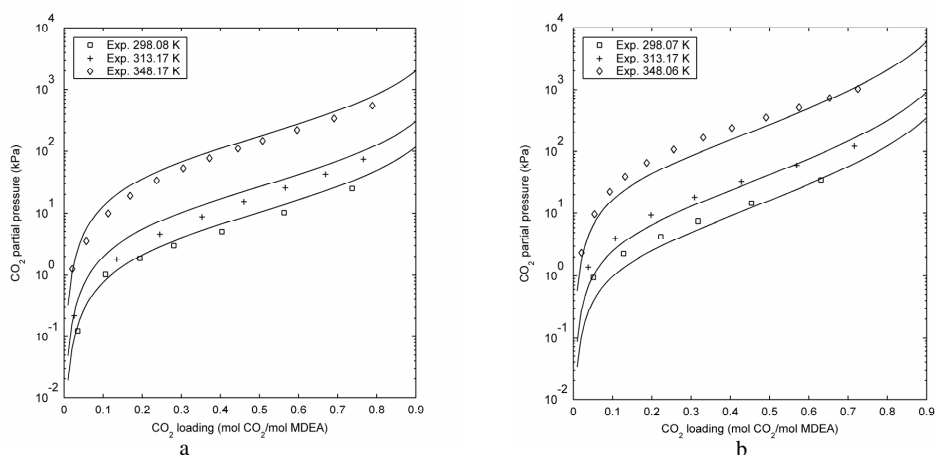 10^4
10^3
10^2
10^1
10^0
10^-1
10^-2
CO2 partial pressure (kPa)
Exp. 298.08 K
Exp. 313.17 K
Exp. 348.17 K
0 0.1 0.2 0.3 0.4 0.5 0.6 0.7 0.8 0.9
CO2 loading (mol CO2/mol MDEA)
a
10^4
10^3
10^2
10^1
10^0
10^-1
10^-2
CO2 partial pressure (kPa)
Exp. 298.07 K
Exp. 313.17 K
Exp. 348.06 K
0 0.1 0.2 0.3 0.4 0.5 0.6 0.7 0.8 0.9
CO2 loading (mol CO2/mol MDEA)
b